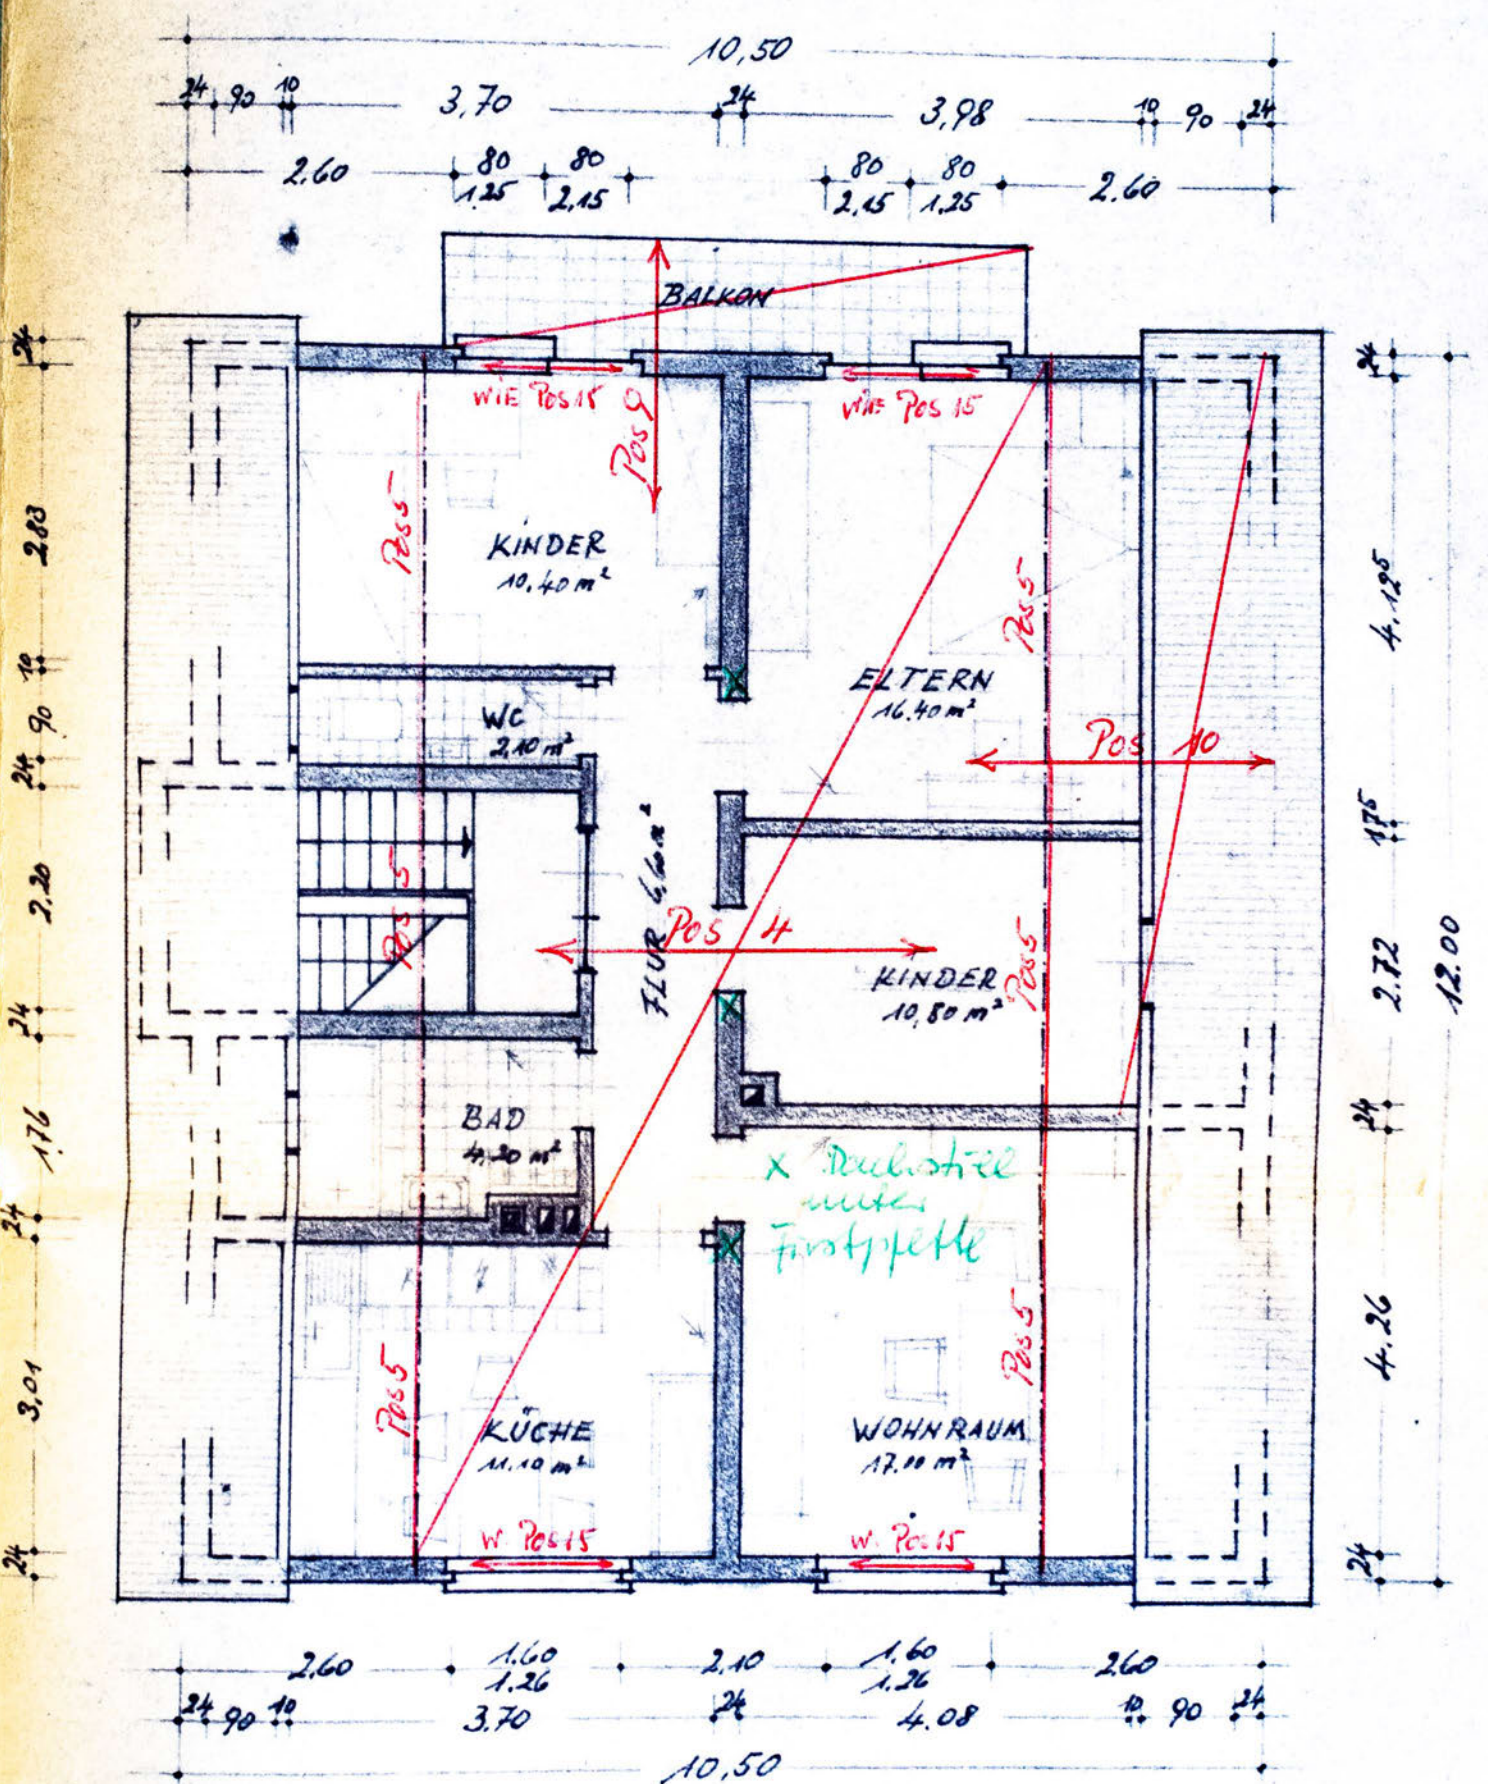 10,50
24 90 10 3,70 24 3,98 10 90 24
2.60 80 80 80 80 2.60
1.25 2,15 2.15 1.25
BALKON
WIE POS 15
WIE POS 15
Pos 9
24
24
Pos 5
Pos 5
2.83
KINDER
10.40 m²
4.12⁵
ELTERN
16.40 m²
10
90
WC
2,10 m²
Pos 10
24
17⁵
FLUR 6,60 m²
2.20
Pos 5
Pos 4
Pos 5
KINDER
10,80 m²
2.72
12.00
24
BAD
4,20 m²
1.76
24
x Dachstiel
unter
Firstpfette
24
Pos 5
Pos 5
3,01
4.26
KÜCHE
11.10 m²
WOHNRAUM
17.00 m²
W. Pos 15
W. Pos 15
24
24
2.60 1.60 2.10 1,60 2.60
1.26 1.26
24 90 10 3.70 24 4.08 10 90 24
10,50